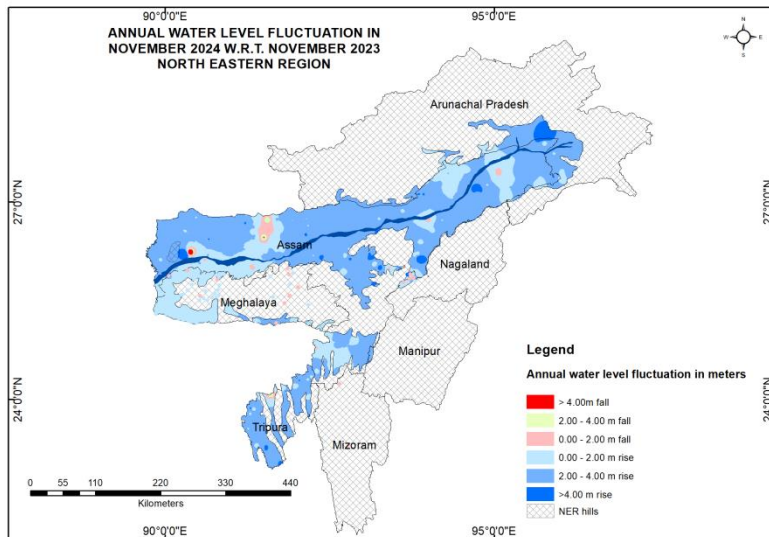 90°0'0"E
95°0'0"E
ANNUAL WATER LEVEL FLUCTUATION IN
NOVEMBER 2024 W.R.T. NOVEMBER 2023
NORTH EASTERN REGION
N
W
E
S
Arunachal Pradesh
27°0'0"N
27°0'0"N
Assam
Nagaland
Meghalaya
Manipur
24°0'0"N
24°0'0"N
Tripura
Mizoram
Legend
Annual water level fluctuation in meters
> 4.00m fall
2.00 - 4.00 m fall
0.00 - 2.00 m fall
0.00 - 2.00 m rise
2.00 - 4.00 m rise
>4.00 m rise
NER hills
0 55 110 220 330 440
Kilometers
90°0'0"E
95°0'0"E